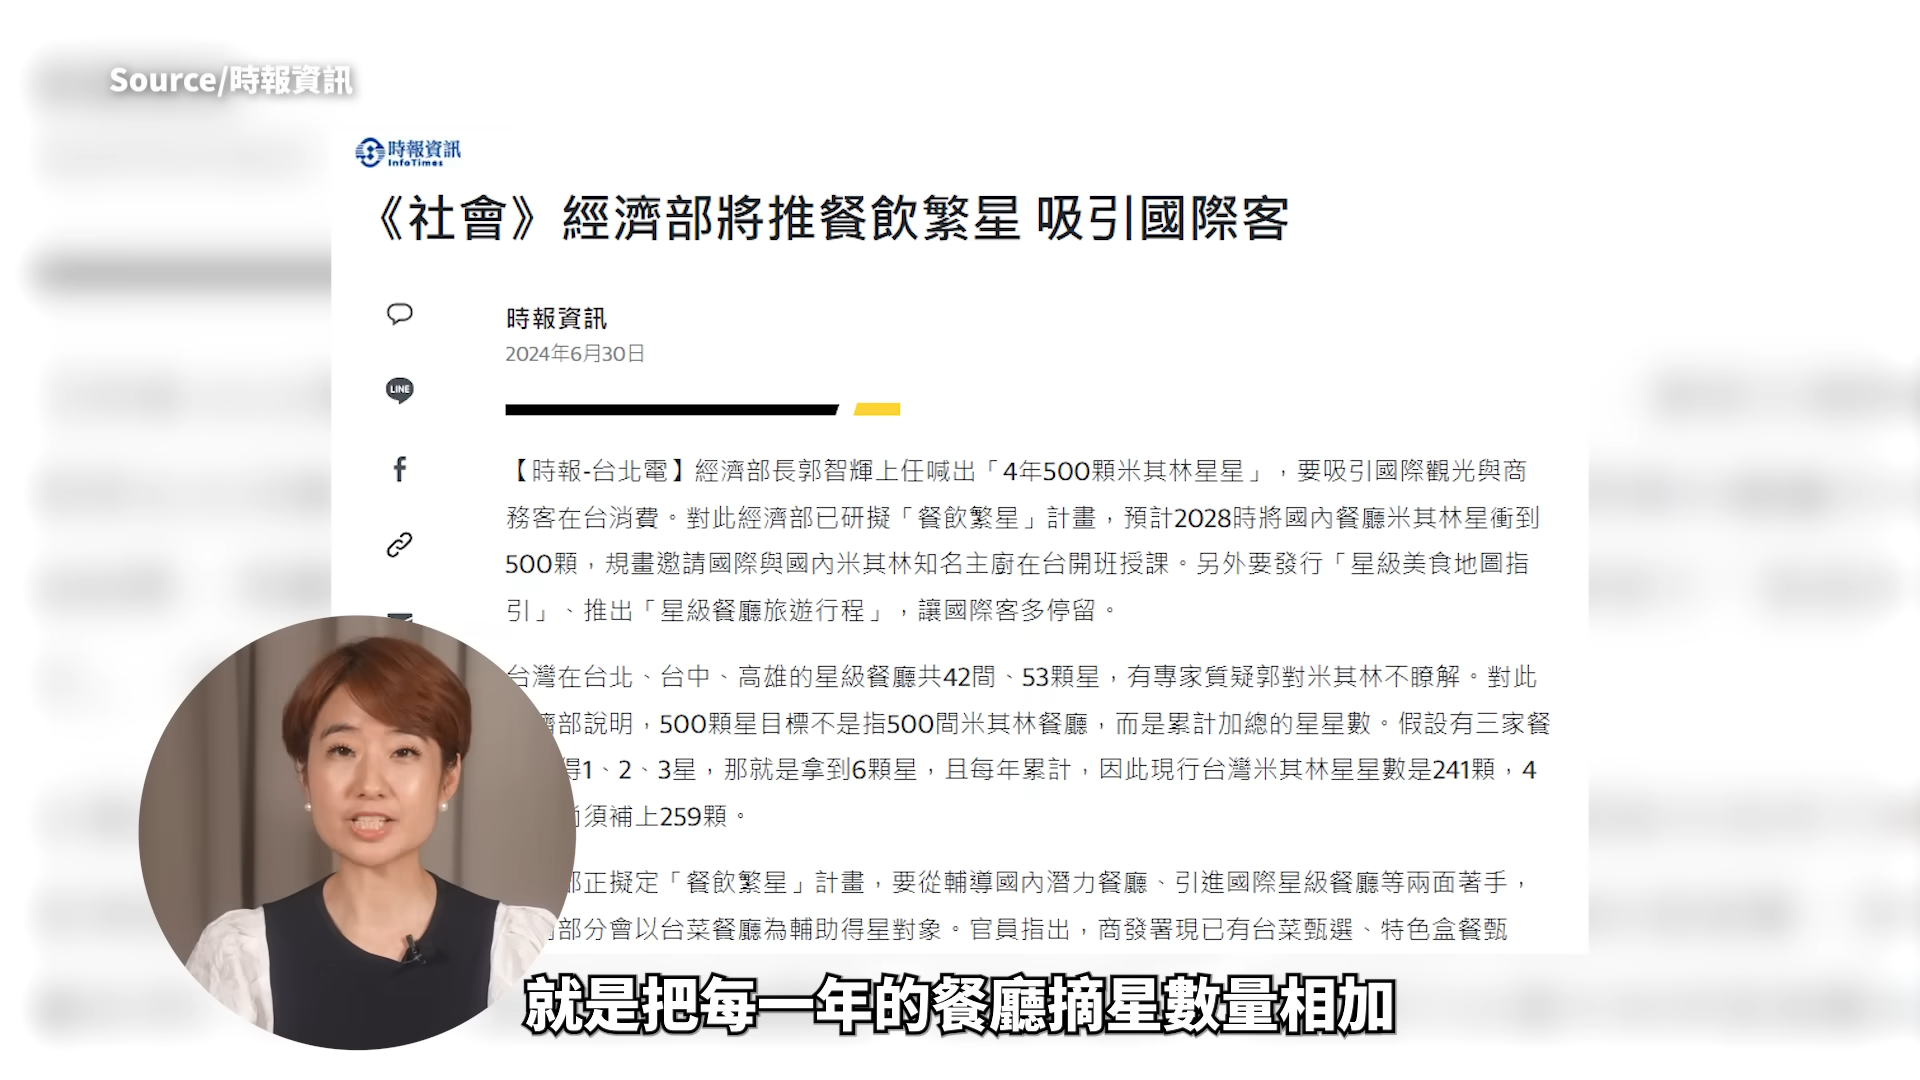 Source/時報資訊
時報資訊
InfoTimes
《社會》經濟部將推餐飲繁星 吸引國際客
時報資訊
2024年6月30日
LINE
【時報-台北電】經濟部長郭智輝上任喊出「4年500顆米其林星星」，要吸引國際觀光與商
務客在台消費。對此經濟部已研擬「餐飲繁星」計畫，預計2028時將國內餐廳米其林星衝到
500顆，規畫邀請國際與國內米其林知名主廚在台開班授課。另外要發行「星級美食地圖指
引」、推出「星級餐廳旅遊行程」，讓國際客多停留。
台灣在台北、台中、高雄的星級餐廳共42間、53顆星，有專家質疑郭對米其林不瞭解。對此
濟部說明，500顆星目標不是指500間米其林餐廳，而是累計加總的星星數。假設有三家餐
得1、2、3星，那就是拿到6顆星，且每年累計，因此現行台灣米其林星星數是241顆，4
尚須補上259顆。
部正擬定「餐飲繁星」計畫，要從輔導國內潛力餐廳、引進國際星級餐廳等兩面著手，
部分會以台菜餐廳為輔助得星對象。官員指出，商發署現已有台菜甄選、特色盒餐甄
就是把每一年的餐廳摘星數量相加